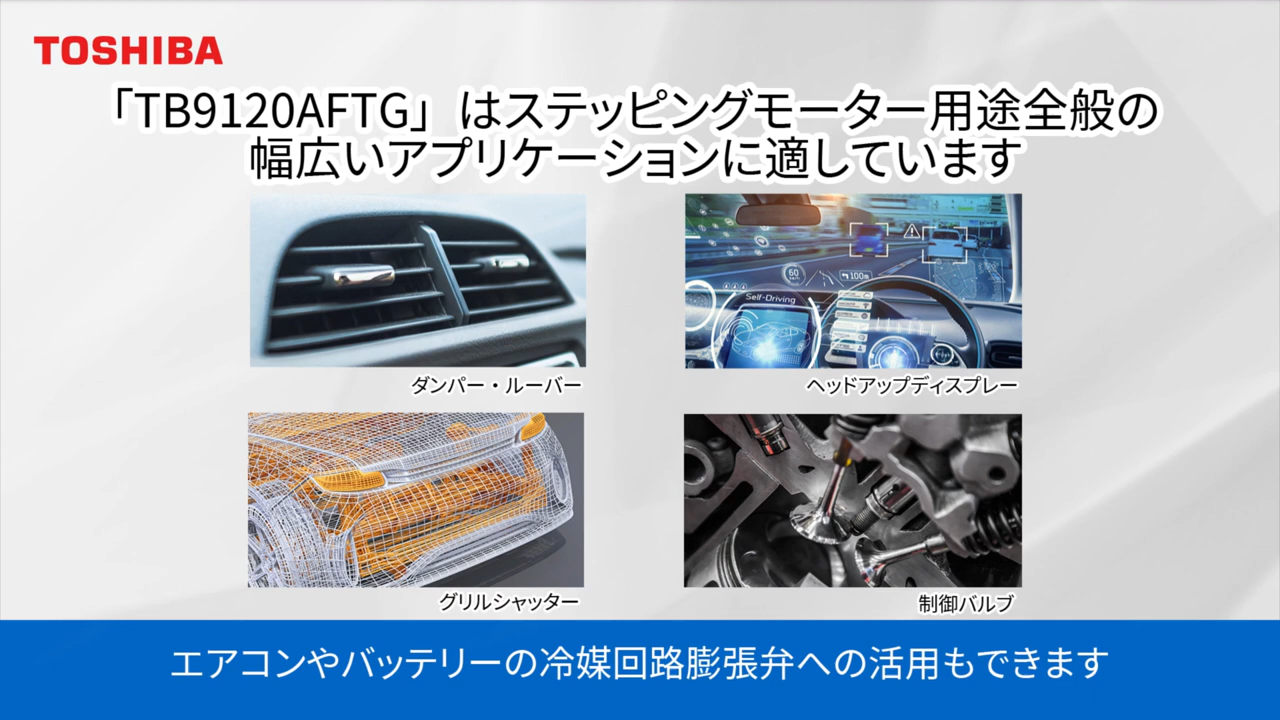 TOSHIBA
「TB9120AFTG」はステッピングモーター用途全般の
幅広いアプリケーションに適しています
60
100m
Self-Driving
ダンパー・ルーバー
ヘッドアップディスプレー
グリルシャッター
制御バルブ
エアコンやバッテリーの冷媒回路膨張弁への活用もできます